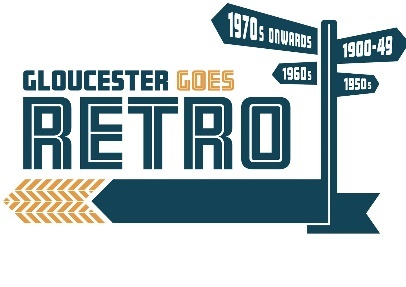 1970s ONWARDS
1900-49
1960s
1950s
GLOUCESTER GOES
RETRO